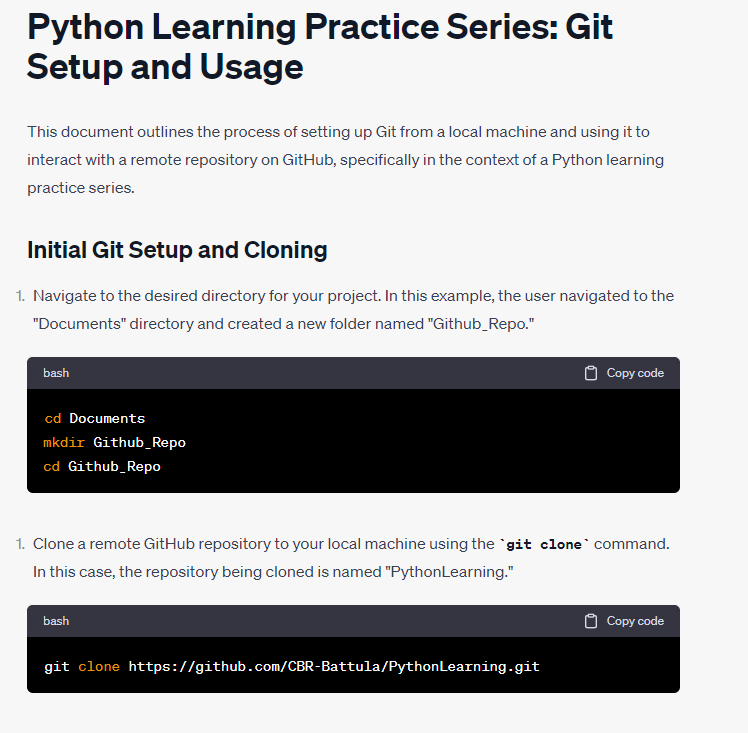 Python Learning Practice Series: Git
Setup and Usage
This document outlines the process of setting up Git from a local machine and using it to
interact with a remote repository on GitHub, specifically in the context of a Python learning
practice series.
Initial Git Setup and Cloning
1. Navigate to the desired directory for your project. In this example, the user navigated to the
"Documents" directory and created a new folder named "Github_Repo."
bash Copy code
cd Documents
mkdir Github_Repo
cd Github_Repo
1. Clone a remote GitHub repository to your local machine using the `git clone` command.
In this case, the repository being cloned is named "PythonLearning."
bash Copy code
git clone https://github.com/CBR-Battula/PythonLearning.git